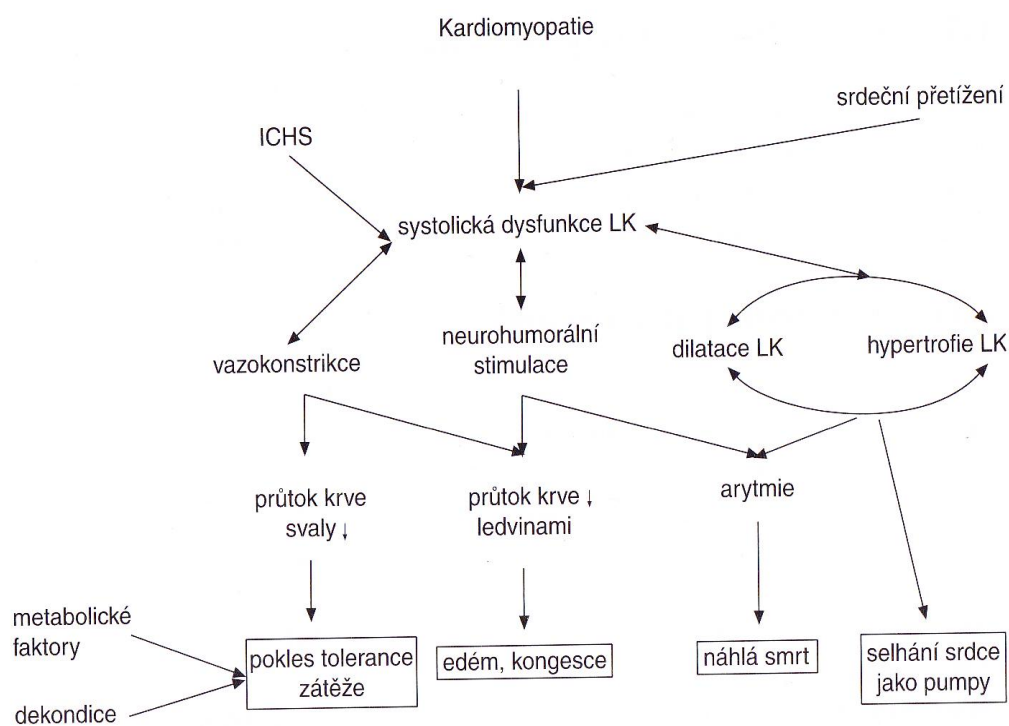 Kardiomyopatie
srdeční přetížení
ICHS
systolická dysfunkce LK
vazokonstrikce
neurohumorální
stimulace
dilatace LK
hypertrofie LK
průtok krve
svaly ↓
průtok krve ↓
ledvinami
arytmie
metabolické
faktory
dekondice
pokles tolerance
zátěže
edém, kongesce
náhlá smrt
selhání srdce
jako pumpy